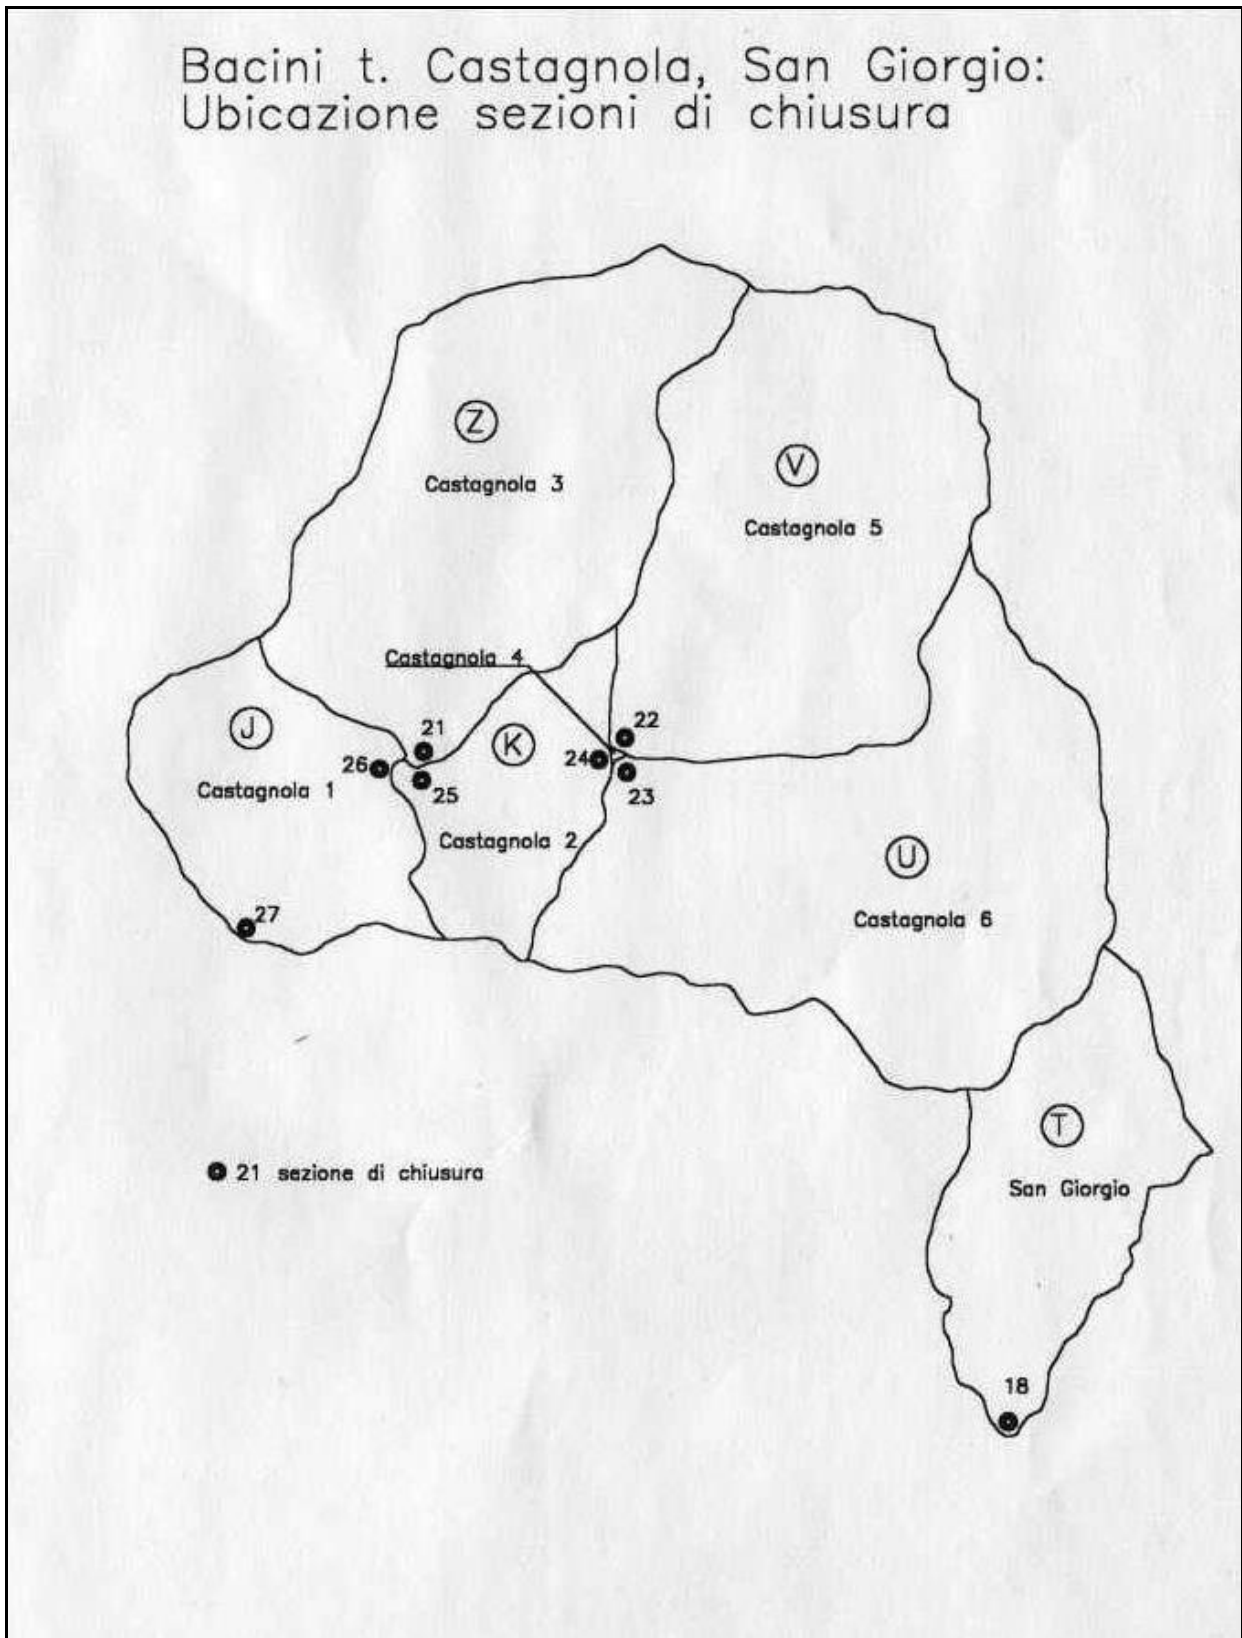 Bacini t. Castagnola, San Giorgio:
Ubicazione sezioni di chiusura
Z
Castagnola 3
V
Castagnola 5
Castagnola 4
J
Castagnola 1
21
26
25
K
22
24
23
Castagnola 2
U
Castagnola 6
27
T
San Giorgio
21 sezione di chiusura
18